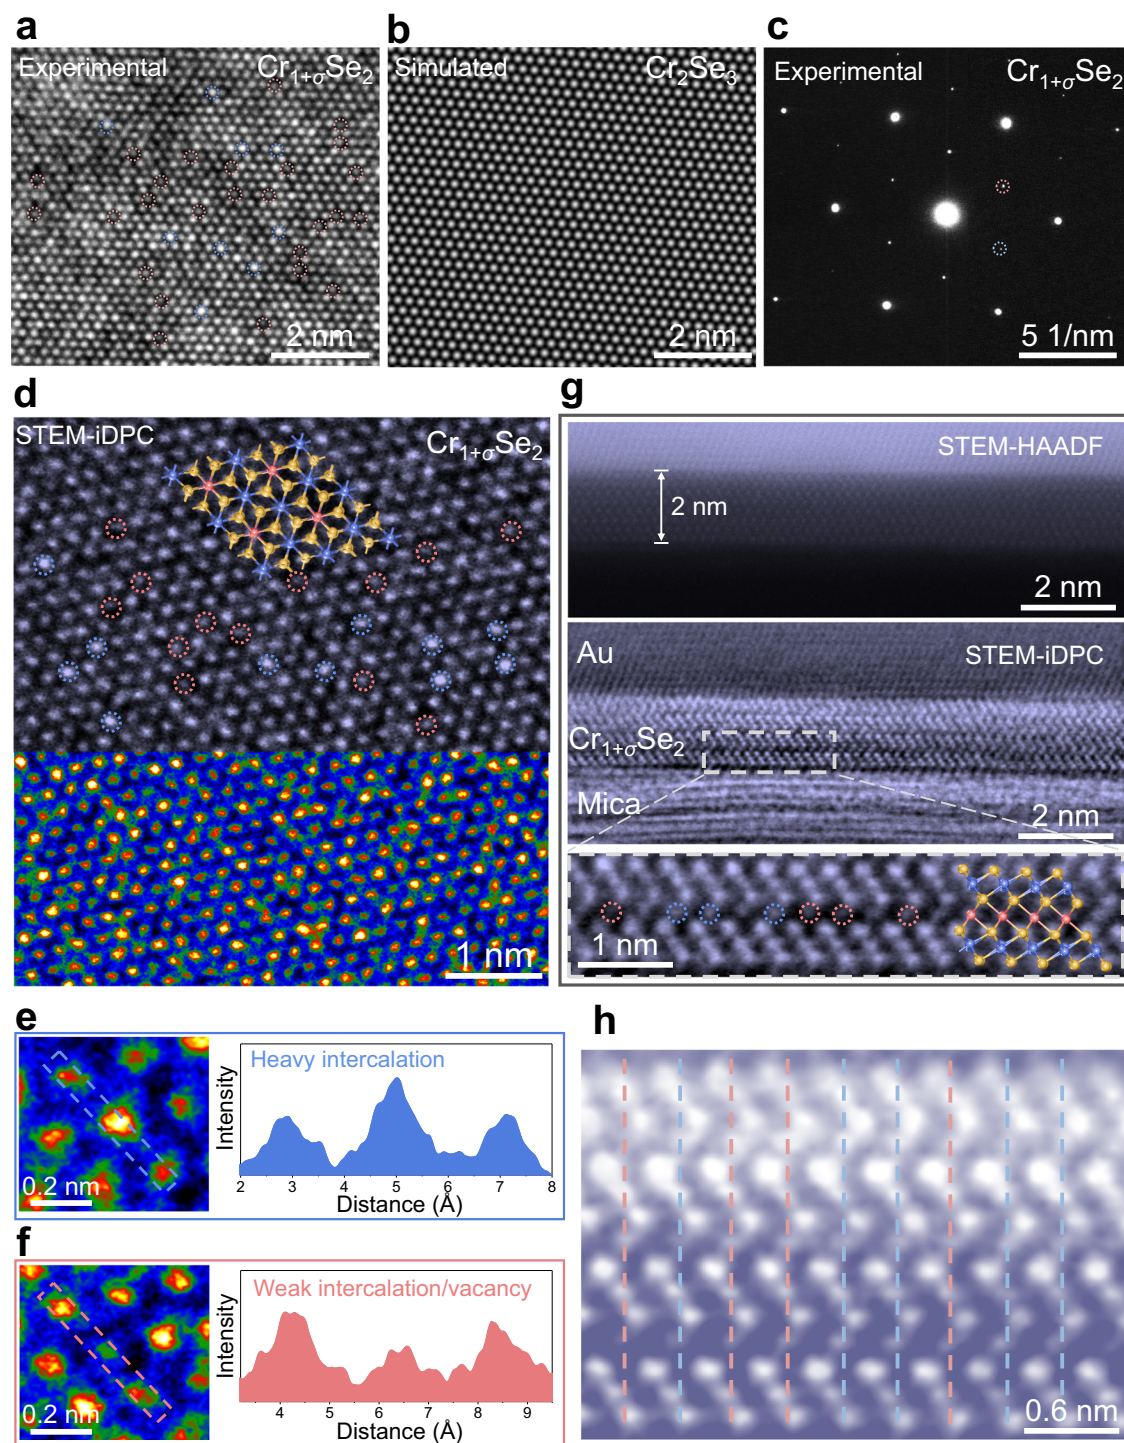 a
Experimental
Cr1+σSe2
2 nm
b
Simulated
Cr2Se3
2 nm
c
Experimental
Cr1+σSe2
5 1/nm
d
STEM-iDPC
Cr1+σSe2
1 nm
g
STEM-HAADF
2 nm
2 nm
Au
STEM-iDPC
Cr1+σSe2
Mica
2 nm
1 nm
e
0.2 nm
Heavy intercalation
Intensity
2 3 4 5 6 7 8
Distance (Å)
f
0.2 nm
Weak intercalation/vacancy
Intensity
4 5 6 7 8 9
Distance (Å)
h
0.6 nm